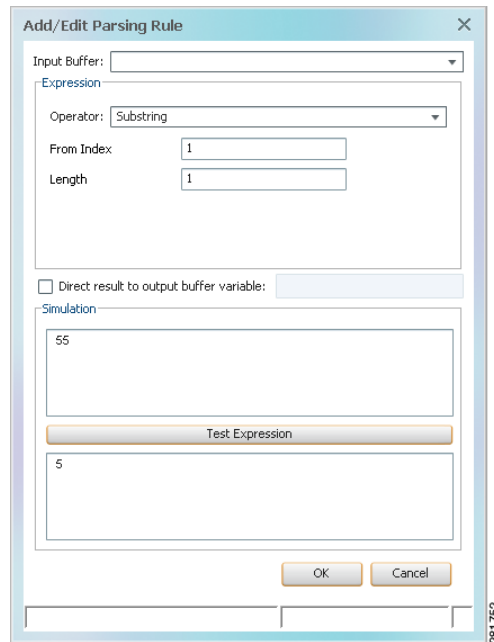 Add/Edit Parsing Rule
Input Buffer:
Expression
Operator: Substring
From Index 1
Length 1
Direct result to output buffer variable:
Simulation
55
Test Expression
5
OK Cancel
281752